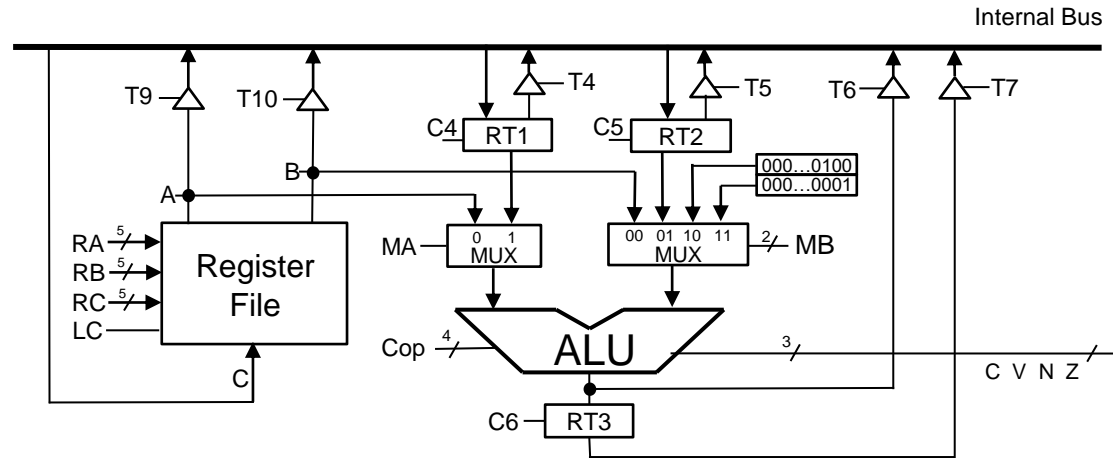 Internal Bus
T9
T10
T4
T5
T6
T7
C4
RT1
C5
RT2
000...0100
000...0001
B
A
RA
5
RB
5
RC
5
LC
Register
File
C
MA
0 1
MUX
00 01 10 11
MUX
2
MB
Cop
4
ALU
3
C V N Z
C6
RT3